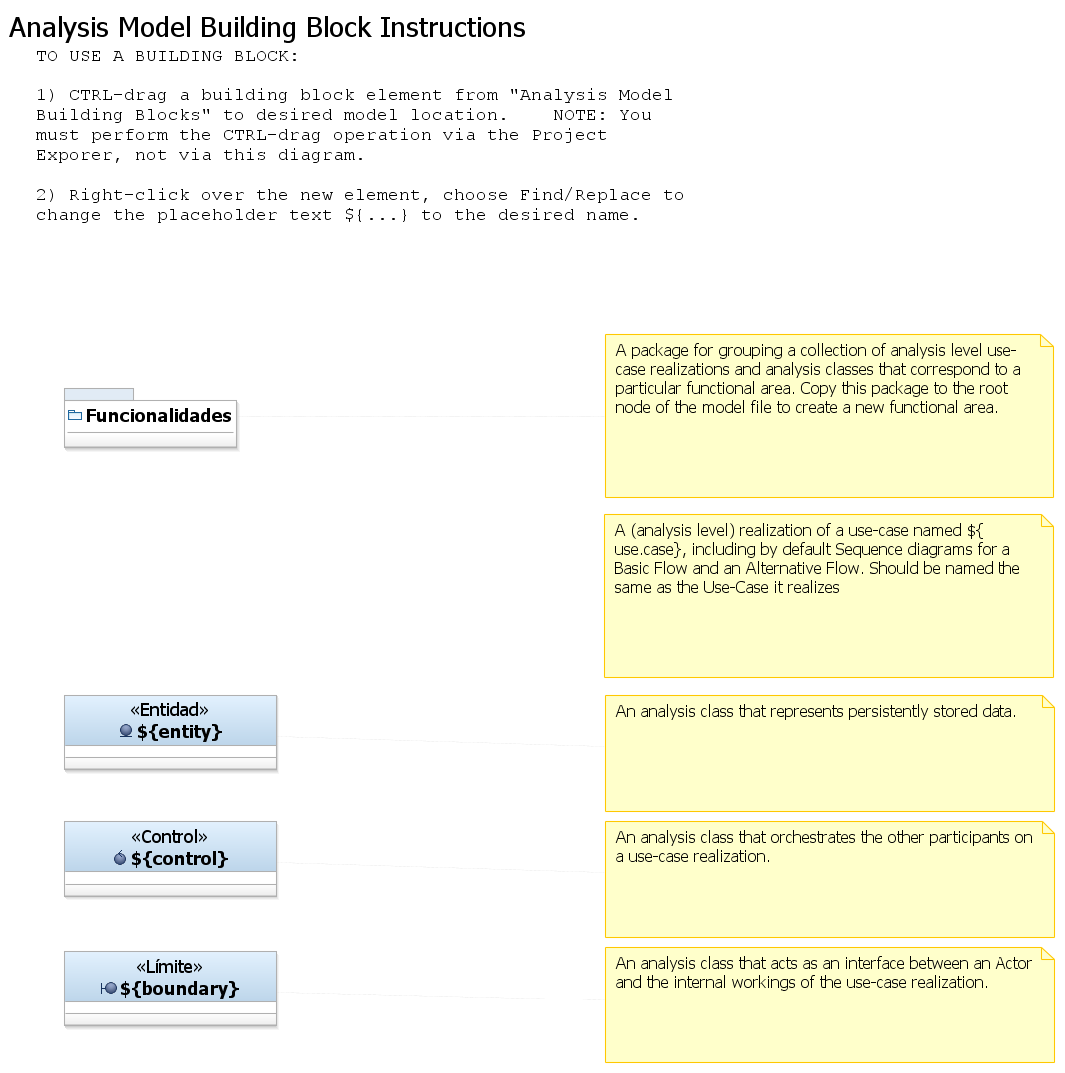 Analysis Model Building Block Instructions
TO USE A BUILDING BLOCK:
1) CTRL-drag a building block element from "Analysis Model
Building Blocks" to desired model location.    NOTE: You
must perform the CTRL-drag operation via the Project
Exporer, not via this diagram.
2) Right-click over the new element, choose Find/Replace to
change the placeholder text ${...} to the desired name.
A package for grouping a collection of analysis level use-
case realizations and analysis classes that correspond to a
particular functional area. Copy this package to the root
node of the model file to create a new functional area.
Funcionalidades
A (analysis level) realization of a use-case named ${
use.case}, including by default Sequence diagrams for a
Basic Flow and an Alternative Flow. Should be named the
same as the Use-Case it realizes
«Entidad»
${entity}
An analysis class that represents persistently stored data.
«Control»
${control}
An analysis class that orchestrates the other participants on
a use-case realization.
«Límite»
${boundary}
An analysis class that acts as an interface between an Actor
and the internal workings of the use-case realization.